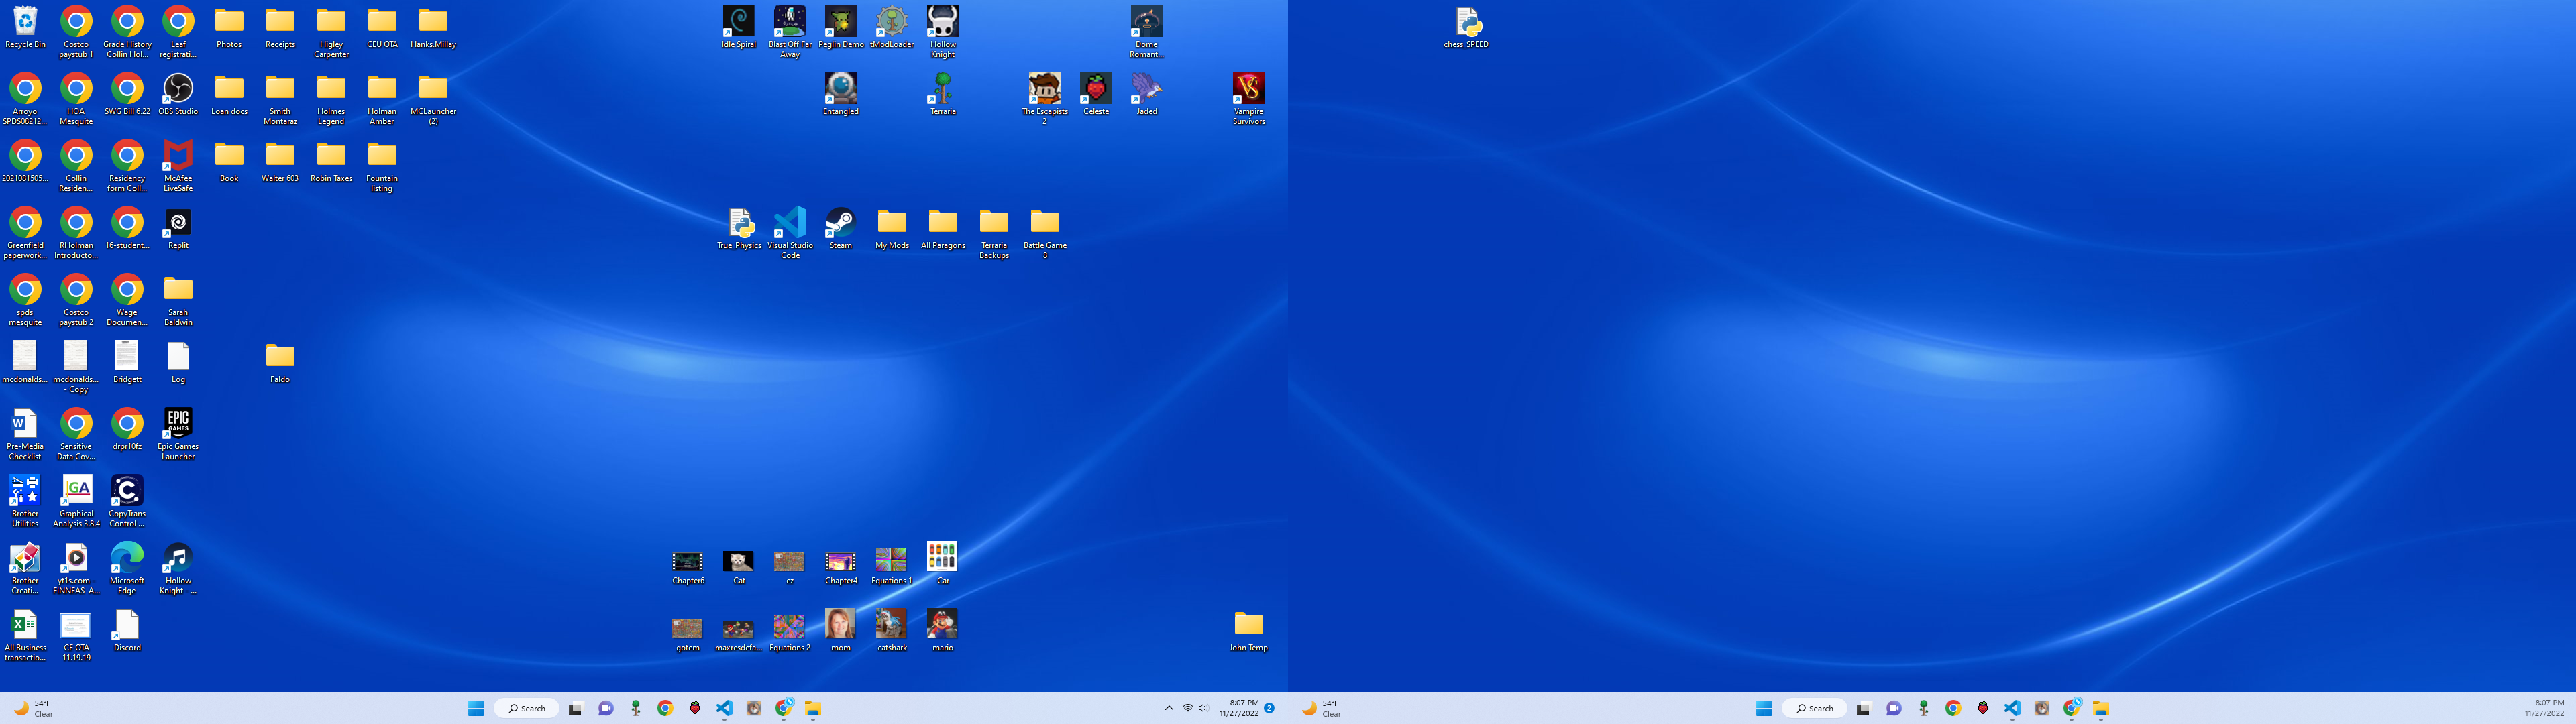 Recycle Bin
Costco
paystub 1
Grade History
Collin Hol...
Leaf
registrati...
Photos
Receipts
Higley
Carpenter
CEU OTA
Hanks.Millay
Idle Spiral
Blast Off Far
Away
Peglin Demo
tModLoader
Hollow
Knight
Dome
Romant...
chess_SPEED
Arroyo
SPDS08212...
HOA
Mesquite
SWG Bill 6.22
OBS Studio
Loan docs
Smith
Montaraz
Holmes
Legend
Holman
Amber
MCLauncher
(2)
Entangled
Terraria
The Escapists
2
Celeste
Jaded
VS
Vampire
Survivors
2021081505...
Collin
Residen...
Residency
form Coll...
McAfee
LiveSafe
Book
Walter 603
Robin Taxes
Fountain
listing
Greenfield
paperwork...
RHolman
Introducto...
16-student...
Replit
True_Physics
Visual Studio
Code
Steam
My Mods
All Paragons
Terraria
Backups
Battle Game
8
spds
mesquite
Costco
paystub 2
Wage
Documen...
Sarah
Baldwin
mcdonalds...
mcdonalds...
- Copy
Bridgett
Log
Faldo
W
Pre-Media
Checklist
Sensitive
Data Cov...
drpr10fz
EPIC
GAMES
Epic Games
Launcher
Brother
Utilities
GA
Graphical
Analysis 3.8.4
C
CopyTrans
Control ...
Brother
Creati...
yt1s.com -
FINNEAS A...
Microsoft
Edge
Hollow
Knight - ...
Chapter6
Cat
ez
Chapter4
Equations 1
Car
All Business
transactio...
CE OTA
11.19.19
Discord
gotem
maxresdefa...
Equations 2
mom
catshark
mario
John Temp
54°F
Clear
Search
8:07 PM
11/27/2022
2
54°F
Clear
Search
8:07 PM
11/27/2022